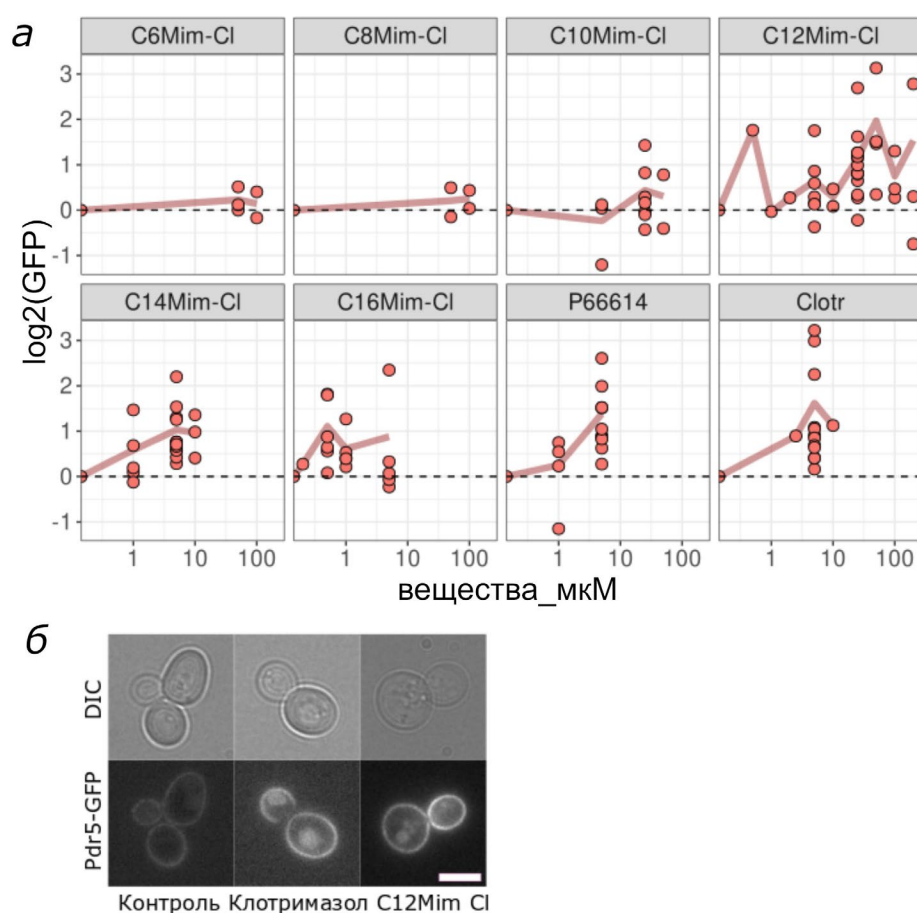 а
C6Mim-Cl C8Mim-Cl C10Mim-Cl C12Mim-Cl
3
2
1
0
-1
C14Mim-Cl C16Mim-Cl P66614 Clotr
3
2
1
0
-1
log2(GFP)
1 10 100 1 10 100 1 10 100 1 10 100
вещества_мкМ
б
DIC
Pdr5-GFP
Контроль Клотримазол C12Mim Cl